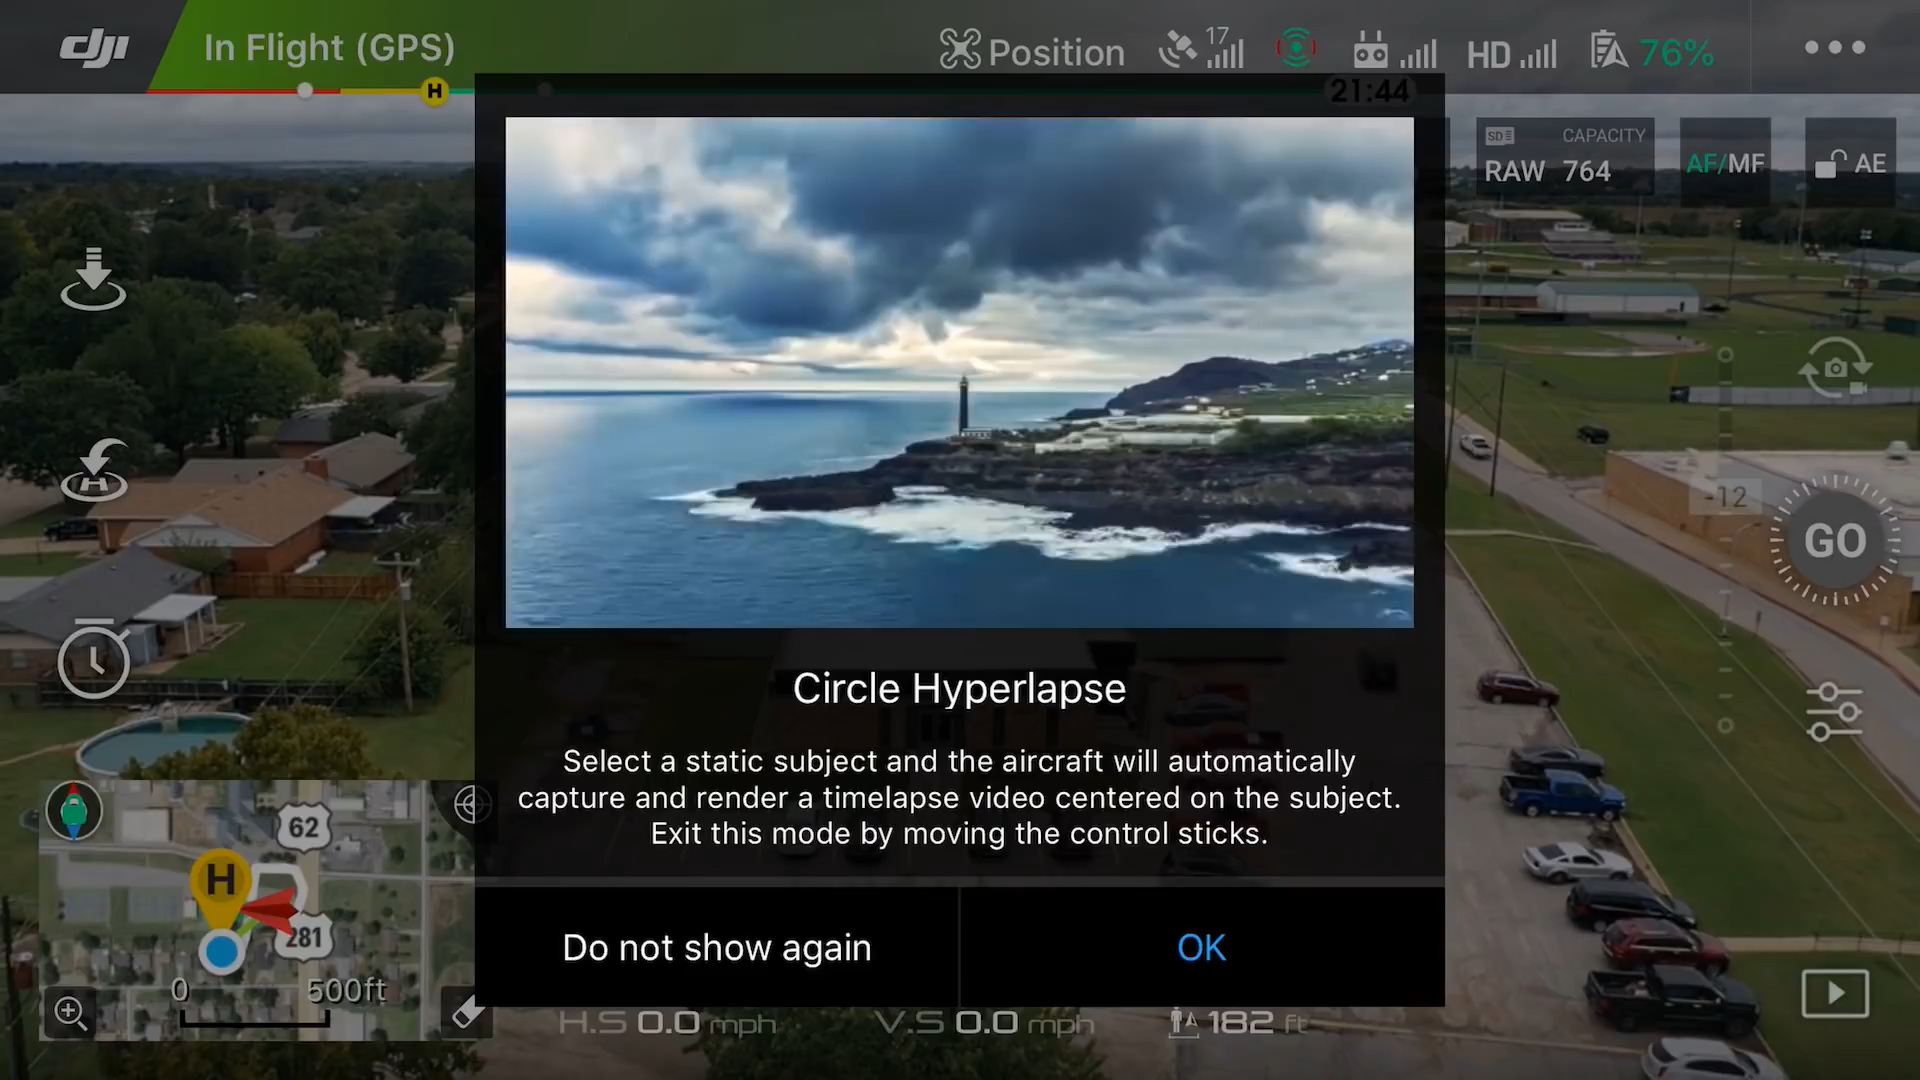 dji In Flight (GPS) Position 17 HD 76%
H 21:44
SD CAPACITY
RAW 764
AF/MF
AE
H
-12
GO
Circle Hyperlapse
Select a static subject and the aircraft will automatically
capture and render a timelapse video centered on the subject.
Exit this mode by moving the control sticks.
62
H
281
0 500ft
Do not show again OK
H.S 0.0 mph V.S 0.0 mph 182 ft